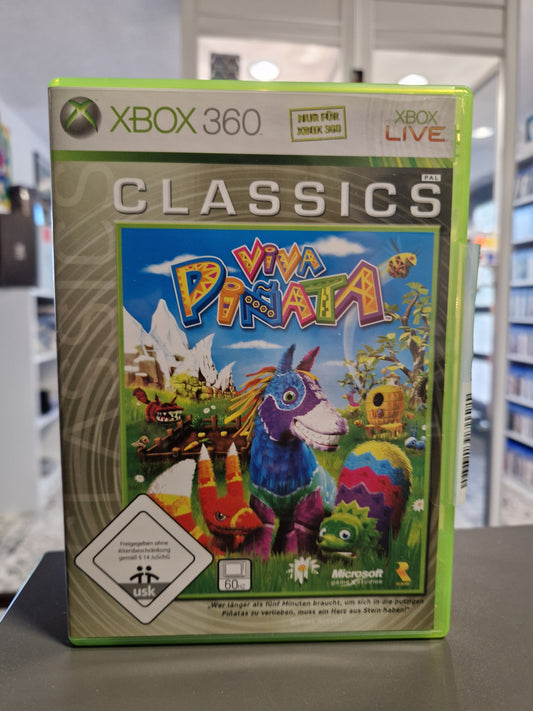 XBOX 360
NUR FÜR
XBOX 360
XBOX
LIVE
PAL
CLASSICS
CLASSICS
VIVA
PIÑATA
Freigegeben ohne
Altersbeschränkung
gemäß § 14 JuSchG
usk
60Hz
Microsoft
game studios
RARE
„Wer länger als fünf Minuten braucht, um sich in die putzigen
Piñatas zu verlieben, muss ein Herz aus Stein haben!"